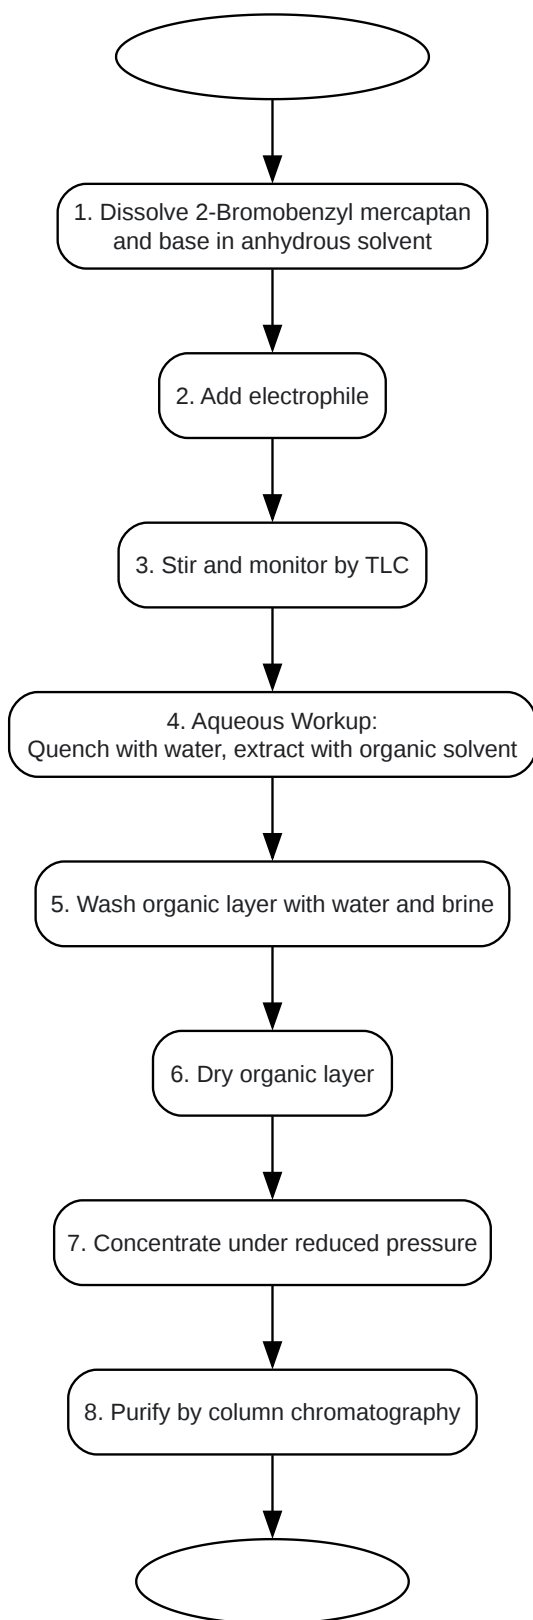 1. Dissolve 2-Bromobenzyl mercaptan
and base in anhydrous solvent
2. Add electrophile
3. Stir and monitor by TLC
4. Aqueous Workup:
Quench with water, extract with organic solvent
5. Wash organic layer with water and brine
6. Dry organic layer
7. Concentrate under reduced pressure
8. Purify by column chromatography